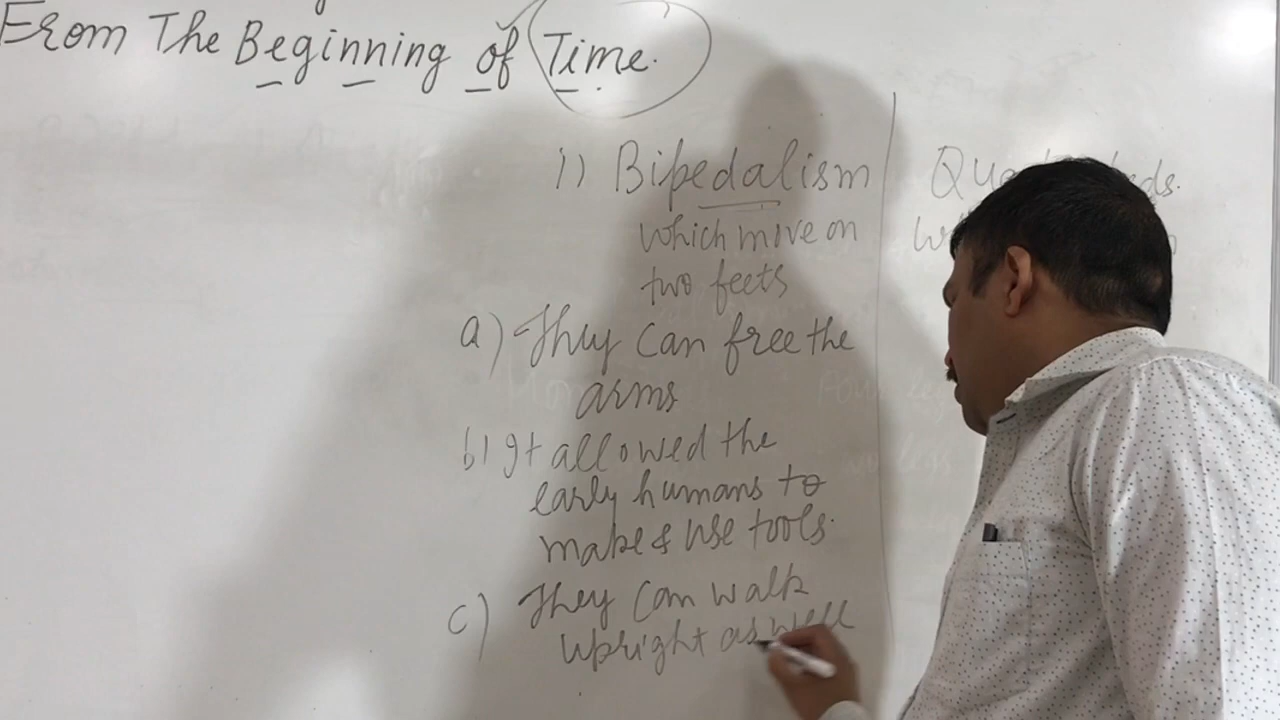 From The Beginning of Time.
1) Bipedalism
which move on
two feets
a) They can free the
arms
b) It allowed the
early humans to
make & use tools.
c) They can walk
upright as well